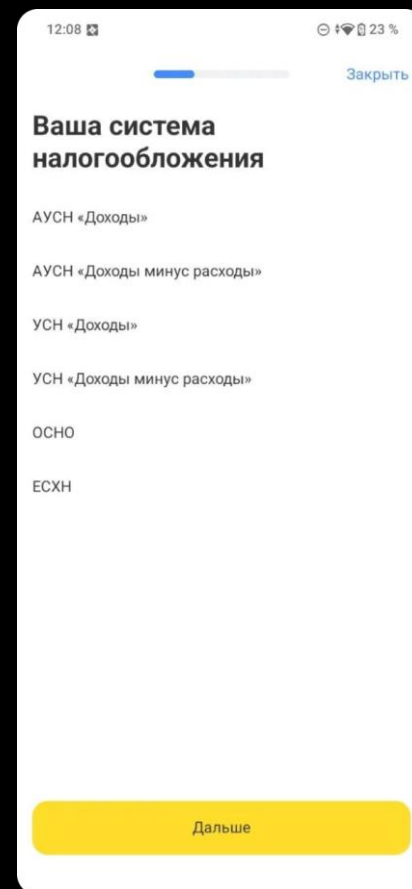 12:08 23 %
Закрыть
Ваша система
налогообложения
АУСН «Доходы»
АУСН «Доходы минус расходы»
УСН «Доходы»
УСН «Доходы минус расходы»
ОСНО
ЕСХН
Дальше